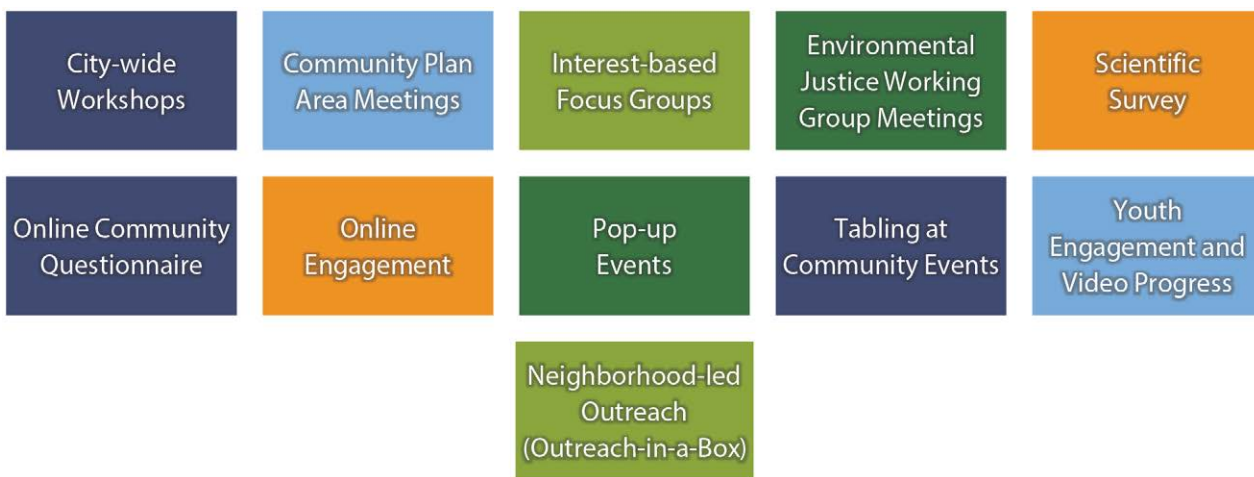 City-wide
Workshops
Community Plan
Area Meetings
Interest-based
Focus Groups
Environmental
Justice Working
Group Meetings
Scientific
Survey
Online Community
Questionnaire
Online
Engagement
Pop-up
Events
Tabling at
Community Events
Youth
Engagement and
Video Progress
Neighborhood-led
Outreach
(Outreach-in-a-Box)